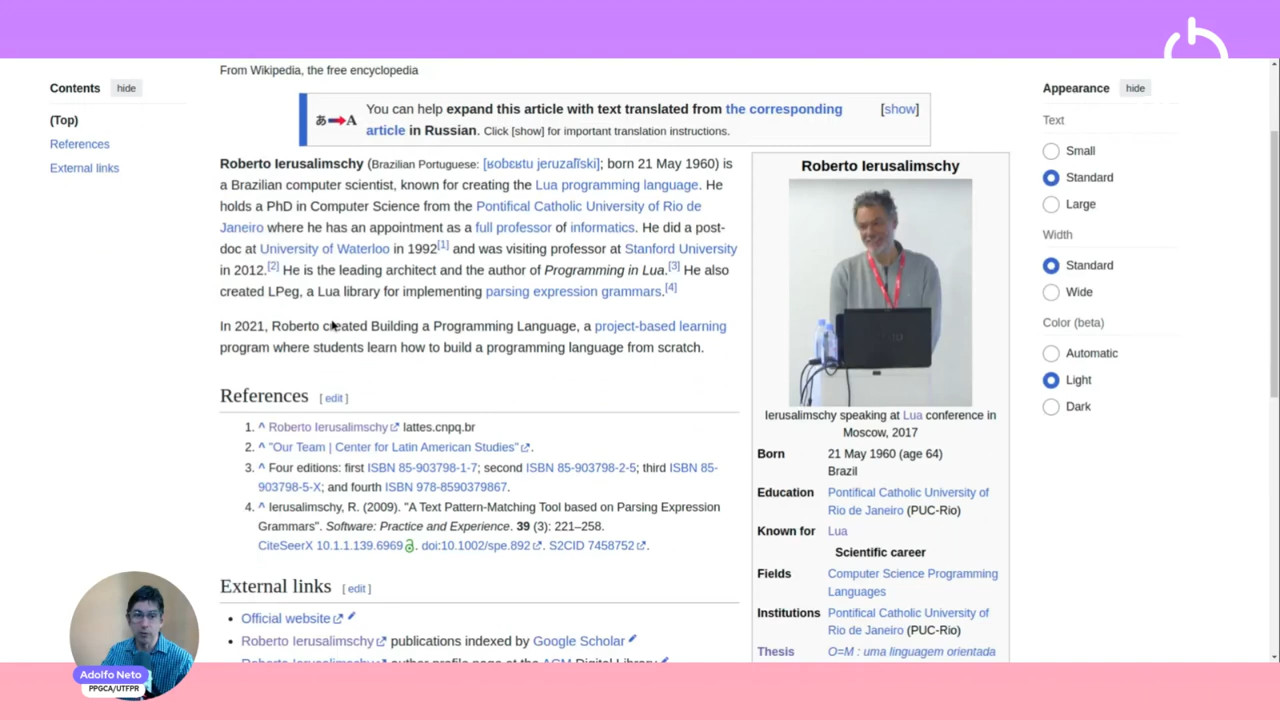 Contents hide
(Top)
References
External links
From Wikipedia, the free encyclopedia
あ A
You can help expand this article with text translated from the corresponding
article in Russian. Click [show] for important translation instructions.
[show]
Roberto Ierusalimschy (Brazilian Portuguese: [ʁobɛʁtu jeruzalĩski]; born 21 May 1960) is
a Brazilian computer scientist, known for creating the Lua programming language. He
holds a PhD in Computer Science from the Pontifical Catholic University of Rio de
Janeiro where he has an appointment as a full professor of informatics. He did a post-
doc at University of Waterloo in 1992[1] and was visiting professor at Stanford University
in 2012.[2] He is the leading architect and the author of Programming in Lua.[3] He also
created LPeg, a Lua library for implementing parsing expression grammars.[4]
In 2021, Roberto created Building a Programming Language, a project-based learning
program where students learn how to build a programming language from scratch.
References [ edit ]
1. ^ Roberto Ierusalimschy lattes.cnpq.br
2. ^ "Our Team | Center for Latin American Studies".
3. ^ Four editions: first ISBN 85-903798-1-7; second ISBN 85-903798-2-5; third ISBN 85-
903798-5-X; and fourth ISBN 978-8590379867.
4. ^ Ierusalimschy, R. (2009). "A Text Pattern-Matching Tool based on Parsing Expression
Grammars". Software: Practice and Experience. 39 (3): 221–258.
CiteSeerX 10.1.1.139.6969. doi:10.1002/spe.892. S2CID 7458752.
External links [ edit ]
• Official website
• Roberto Ierusalimschy publications indexed by Google Scholar
Roberto Ierusalimschy author profile page at the ACM Digital Library
Roberto Ierusalimschy
Ierusalimschy speaking at Lua conference in
Moscow, 2017
Born 21 May 1960 (age 64)
Brazil
Education Pontifical Catholic University of
Rio de Janeiro (PUC-Rio)
Known for Lua
Scientific career
Fields Computer Science Programming
Languages
Institutions Pontifical Catholic University of
Rio de Janeiro (PUC-Rio)
Thesis O=M : uma linguagem orientada
Appearance hide
Text
Small
Standard
Large
Width
Standard
Wide
Color (beta)
Automatic
Light
Dark
Adolfo Neto
PPGCA/UTFPR